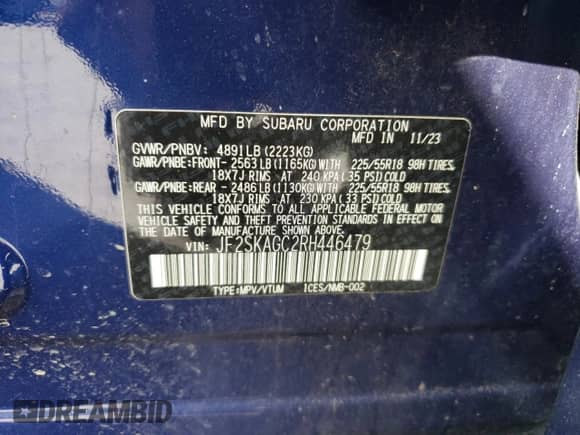 MFD BY SUBARU CORPORATION
MFD IN 11/23
GVWR/PNBV: 4891LB (2223KG)
GAWR/PNBE:FRONT- 2563LB (1165KG) WITH 225/55R18 98H TIRES,
18X7J RIMS AT 240 KPA ( 35 PSI) COLD
GAWR/PNBE:REAR - 2486LB (1130KG) WITH 225/55R18 98H TIRES,
18X7J RIMS AT 230 KPA ( 33 PSI) COLD
THIS VEHICLE CONFORMS TO ALL APPLICABLE FEDERAL MOTOR
VEHICLE SAFETY AND THEFT PREVENTION STANDARDS IN EFFECT ON
THE DATE OF MANUFACTURE SHOWN ABOVE.
VIN: JF2SKAGC2RH446479
TYPE:MPV/VTUM ICES/NMB-002
DREAMBID